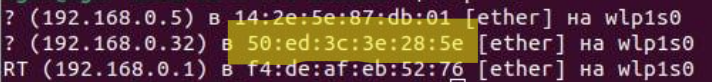 ? (192.168.0.5) в 14:2e:5e:87:db:01 [ether] на wlp1s0
? (192.168.0.32) в 50:ed:3c:3e:28:5e [ether] на wlp1s0
RT (192.168.0.1) в f4:de:af:eb:52:76 [ether] на wlp1s0